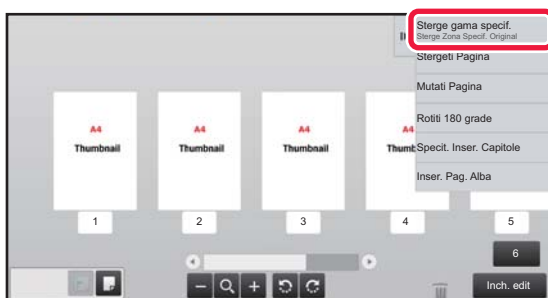 Sterge gama specif.
Sterge Zona Specif. Original
Stergeti Pagina
Mutati Pagina
Rotiti 180 grade
Specit. Inser. Capitole
Inser. Pag. Alba
A4
Thumbnail
A4
Thumbnail
A4
Thumbnail
A4
Thumb
1
2
3
4
5
6
Inch. edit